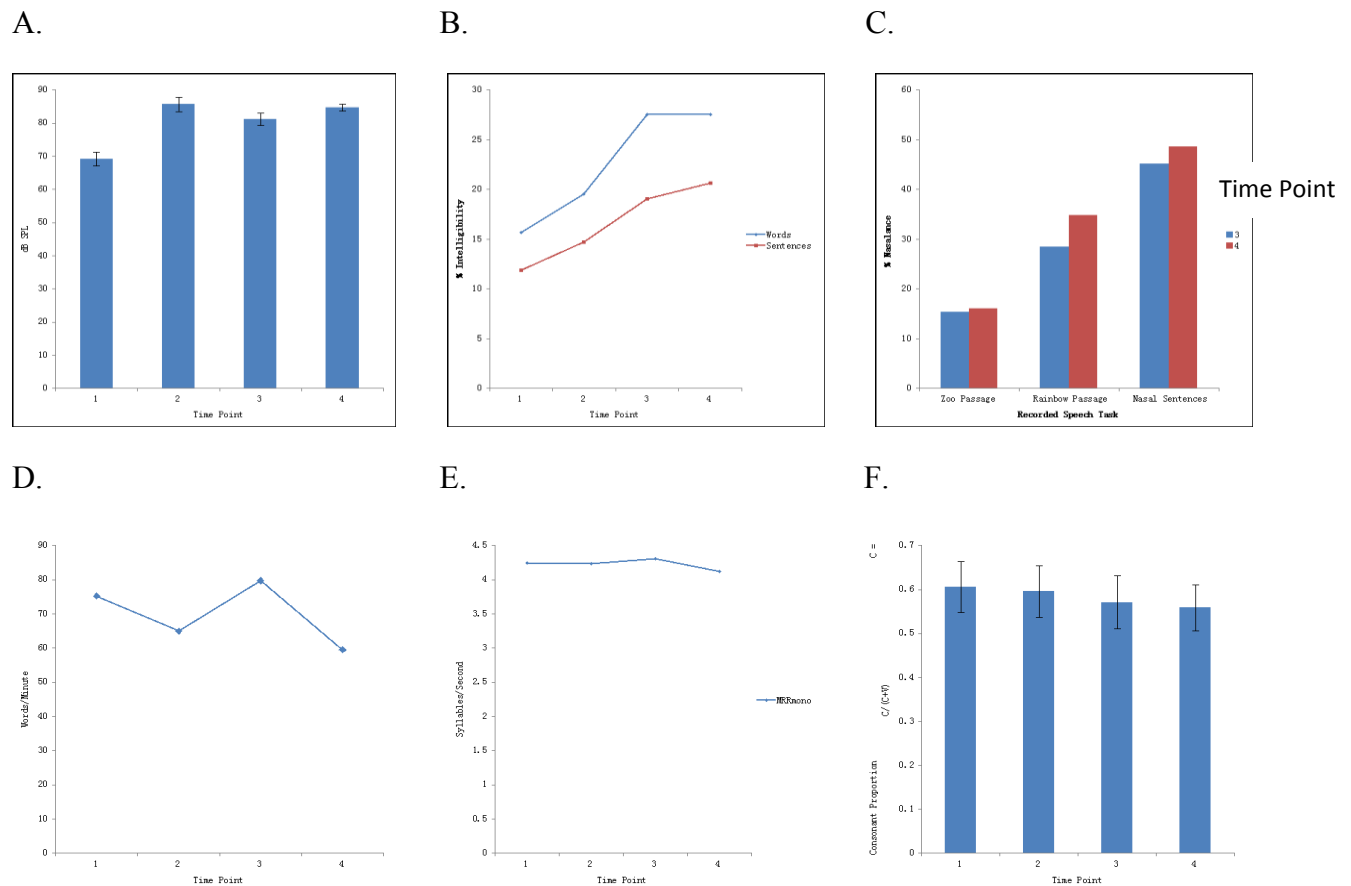 A.
B.
C.
90
80
70
60
50
40
30
20
10
0
dB SPL
1 2 3 4
Time Point
30
25
20
15
10
5
0
% Intelligibility
Words
Sentences
1 2 3 4
Time Point
60
50
40
30
20
10
0
% Nasalance
Zoo Passage Rainbow Passage Nasal Sentences
Recorded Speech Task
Time Point
3
4
D.
E.
F.
90
80
70
60
50
40
30
20
10
0
Words/Minute
1 2 3 4
Time Point
4.5
4
3.5
3
2.5
2
1.5
1
0.5
0
Syllables/Second
MRRmono
1 2 3 4
Time Point
0.7
0.6
0.5
0.4
0.3
0.2
0.1
0
Consonant Proportion C/(C+V) C =
1 2 3 4
Time Point